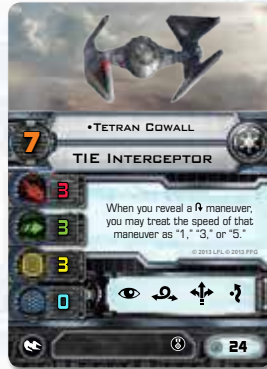 •Tetran Cowall
7
TIE Interceptor
3
When you reveal a maneuver,
you may treat the speed of that
maneuver as “1,” “3,” or “5.”
3
© 2013 LFL © 2013 FFG
3
0
24